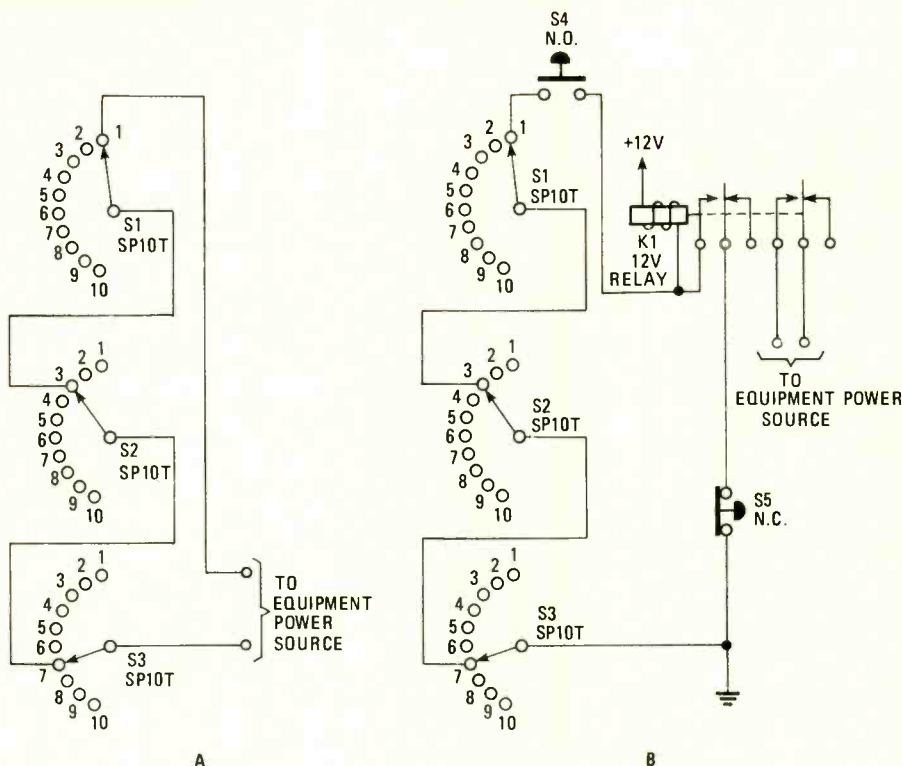 1
2
3
4
5
6
7
8
9
10
S1
SP10T
1
2
3
4
5
6
7
8
9
10
S2
SP10T
1
2
3
4
5
6
7
8
9
10
S3
SP10T
TO
EQUIPMENT
POWER
SOURCE
A
S4
N.O.
1
2
3
4
5
6
7
8
9
10
S1
SP10T
+12V
K1
12V
RELAY
TO
EQUIPMENT POWER
SOURCE
1
2
3
4
5
6
7
8
9
10
S2
SP10T
S5
N.C.
1
2
3
4
5
6
7
8
9
10
S3
SP10T
B